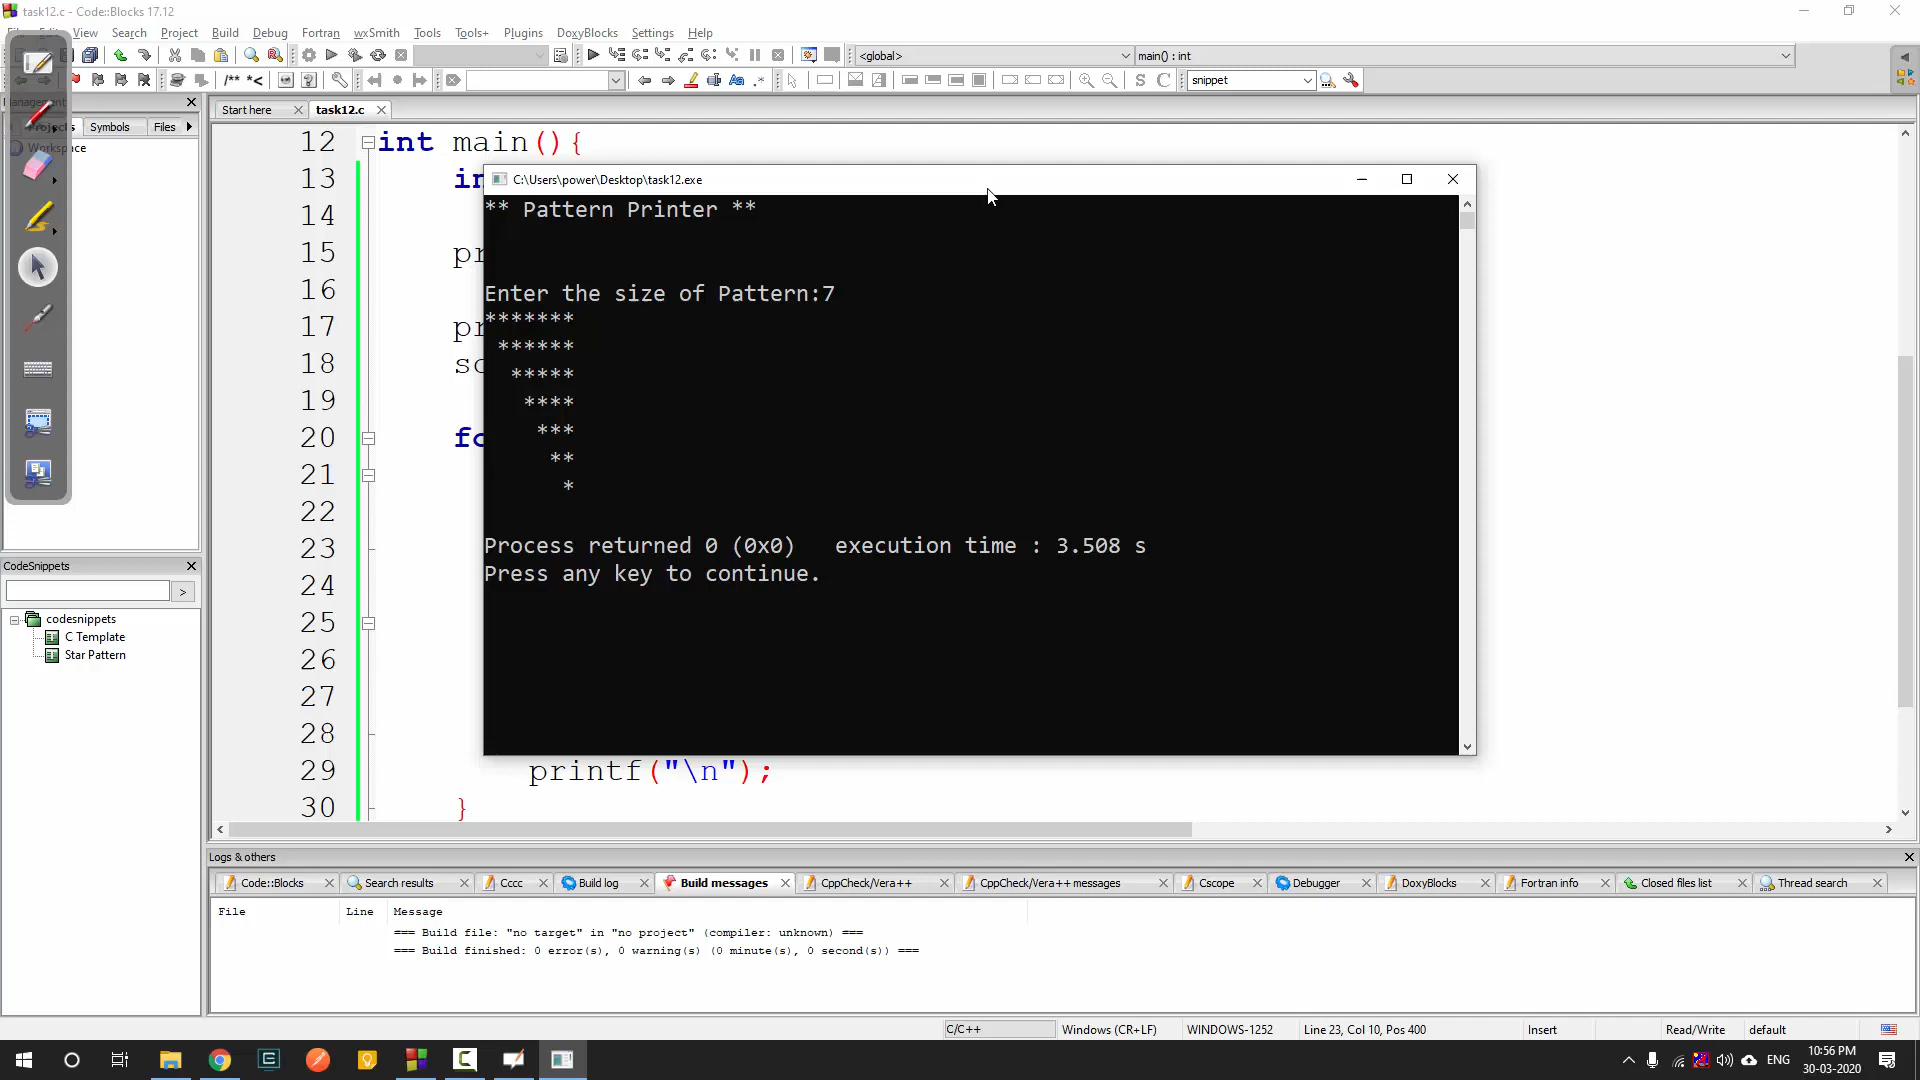 task12.c - Code::Blocks 17.12
View Search Project Build Debug Fortran wxSmith Tools Tools+ Plugins DoxyBlocks Settings Help
<global>
main() : int
/** *<
snippet
Projects Symbols Files
Workspace
Start here
task12.c
12 int main(){
13 in
14
15 pr
16
17 pr
18 sc
19
20 fo
21
22
23
24
25
26
27
28
29 printf("\n");
30 }
C:\Users\power\Desktop\task12.exe
** Pattern Printer **
Enter the size of Pattern:7
*******
 ******
  *****
   ****
    ***
     **
      *
Process returned 0 (0x0)   execution time : 3.508 s
Press any key to continue.
CodeSnippets
>
codesnippets
C Template
Star Pattern
Logs & others
Code::Blocks Search results Cccc Build log Build messages CppCheck/Vera++ CppCheck/Vera++ messages Cscope Debugger DoxyBlocks Fortran info Closed files list Thread search
File Line Message
=== Build file: "no target" in "no project" (compiler: unknown) ===
=== Build finished: 0 error(s), 0 warning(s) (0 minute(s), 0 second(s)) ===
C/C++ Windows (CR+LF) WINDOWS-1252 Line 23, Col 10, Pos 400 Insert Read/Write default
ENG
10:56 PM
30-03-2020